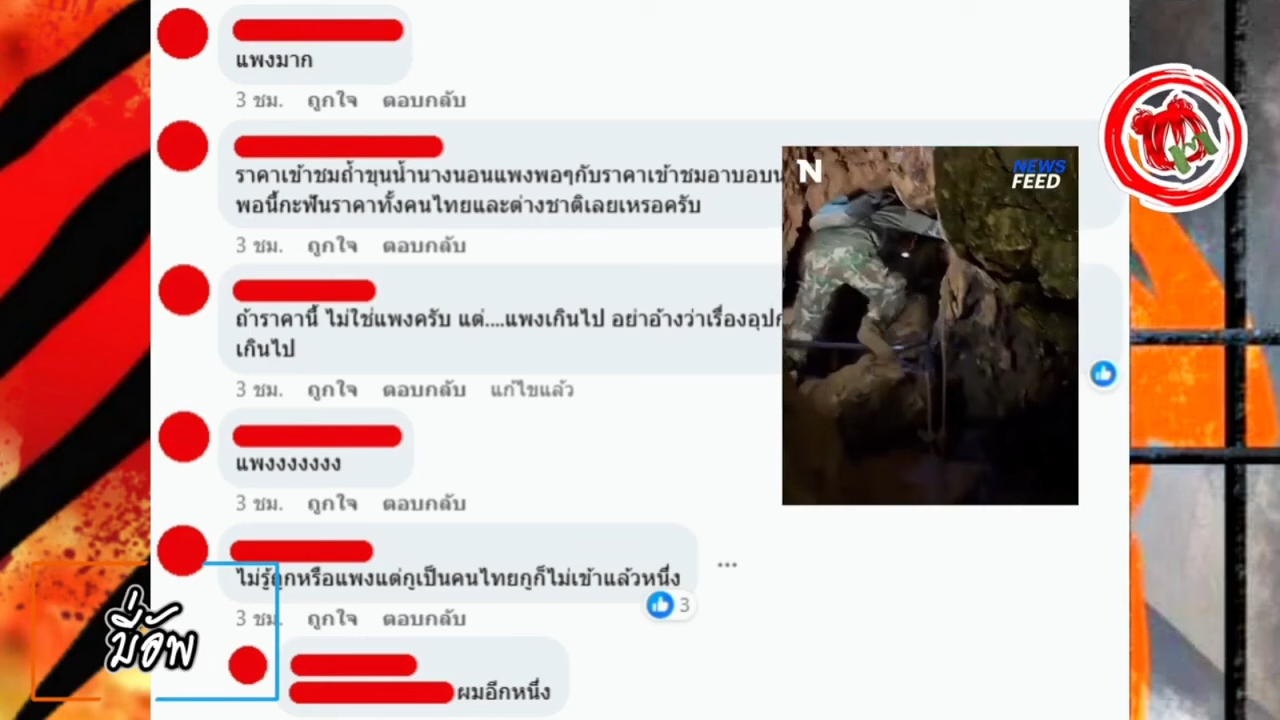 แพงมาก
3 ชม. ถูกใจ ตอบกลับ
ราคาเข้าชมถ้ำขุนน้ำนางนอนแพงพอๆกับราคาเข้าชมอาบอบน
พอนี้กะฟันราคาทั้งคนไทยและต่างชาติเลยเหรอครับ
3 ชม. ถูกใจ ตอบกลับ
ถ้าราคานี้ ไม่ใช่แพงครับ แต่....แพงเกินไป อย่าอ้างว่าเรื่องอุปก
เกินไป
3 ชม. ถูกใจ ตอบกลับ แก้ไขแล้ว
แพงงงงงงง
3 ชม. ถูกใจ ตอบกลับ
ไม่รู้ถูกหรือแพงแต่กูเป็นคนไทยกูก็ไม่เข้าแล้วหนึ่ง
3
3 ชม. ถูกใจ ตอบกลับ
ผมอีกหนึ่ง
N
NEWS
FEED
บี่อัพ